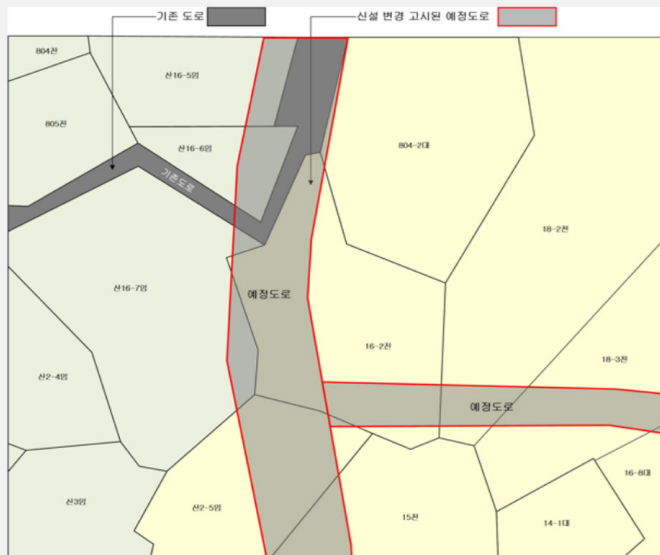 기존 도로
신설 변경 고시된 예정도로
804전
산16-5임
805전
산16-6임
804-2대
기존도로
18-2전
산16-7임
예정도로
16-2전
18-3전
산2-4임
예정도로
16-8대
산3임
산2-5임
15전
14-1대